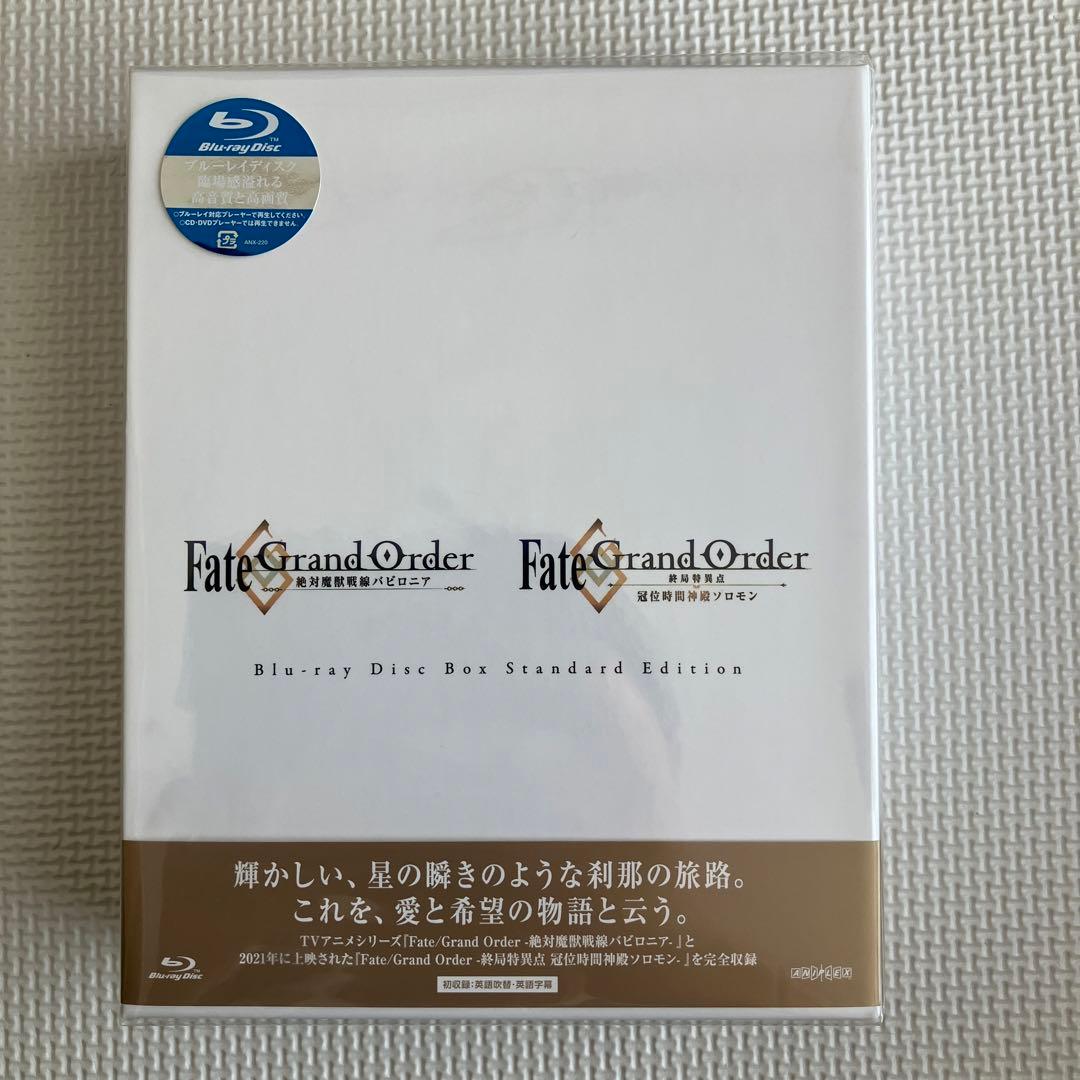 Blu-ray Disc™
ブルーレイディスク
臨場感溢れる
高音質と高画質
○ブルーレイ対応プレーヤーで再生してください。
○CD・DVDプレーヤーでは再生できません。
プラ
ANX-220
Fate Grand Order
絶対魔獣戦線バビロニア
Fate Grand Order
終局特異点
冠位時間神殿ソロモン
Blu-ray Disc Box Standard Edition
輝かしい、星の瞬きのような刹那の旅路。
これを、愛と希望の物語と云う。
TVアニメシリーズ『Fate/Grand Order -絶対魔獣戦線バビロニア-』と
2021年に上映された『Fate/Grand Order -終局特異点 冠位時間神殿ソロモン-』を完全収録
初収録:英語吹替・英語字幕
Blu-ray Disc
ANIPLEX